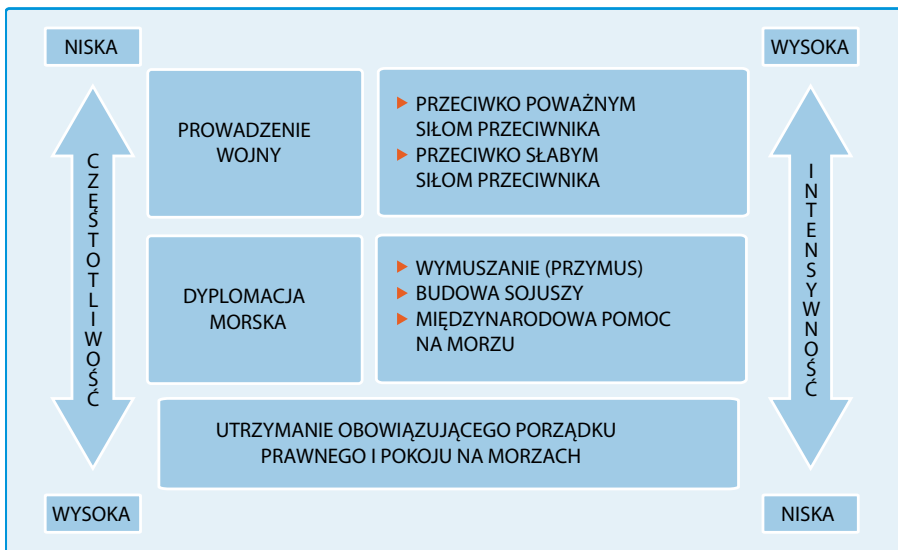 NISKA
WYSOKA
PROWADZENIE
WOJNY
PRZECIWKO POWAŻNYM
SIŁOM PRZECIWNIKA
PRZECIWKO SŁABYM
SIŁOM PRZECIWNIKA
CZĘSTOTLIWOŚĆ
INTENSYWNOŚĆ
DYPLOMACJA
MORSKA
WYMUSZANIE (PRZYMUS)
BUDOWA SOJUSZY
MIĘDZYNARODOWA POMOC
NA MORZU
UTRZYMANIE OBOWIĄZUJĄCEGO PORZĄDKU
PRAWNEGO I POKOJU NA MORZACH
WYSOKA
NISKA